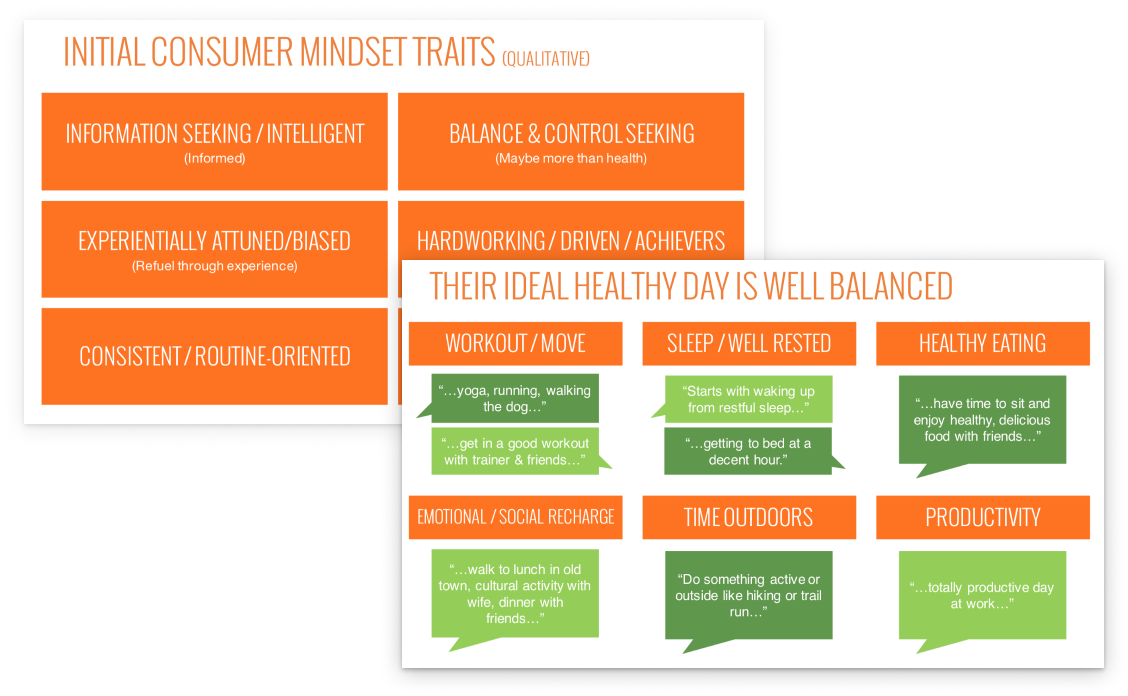 INITIAL CONSUMER MINDSET TRAITS (QUALITATIVE)
INFORMATION SEEKING / INTELLIGENT
(Informed)
BALANCE & CONTROL SEEKING
(Maybe more than health)
EXPERIENTIALLY ATTUNED/BIASED
(Refuel through experience)
HARDWORKING / DRIVEN / ACHIEVERS
CONSISTENT / ROUTINE-ORIENTED
THEIR IDEAL HEALTHY DAY IS WELL BALANCED
WORKOUT / MOVE
“…yoga, running, walking
the dog…”
“…get in a good workout
with trainer & friends…”
SLEEP / WELL RESTED
“Starts with waking up
from restful sleep…”
“…getting to bed at a
decent hour.”
HEALTHY EATING
“…have time to sit and
enjoy healthy, delicious
food with friends…”
EMOTIONAL / SOCIAL RECHARGE
“…walk to lunch in old
town, cultural activity with
wife, dinner with
friends…”
TIME OUTDOORS
“Do something active or
outside like hiking or trail
run…”
PRODUCTIVITY
“…totally productive day
at work…”